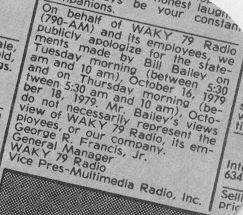 honest laugh
mpanions.
ys be your constan
On behalf of WAKY 79 Radio
(790-AM) and its employees, we
publicly apologize for the state-
ments made by Bill Bailey on
Tuesday morning (between 5:30
am and 10 am), October 16, 1979
and on Thursday, morning (be-
tween 5:30 am and 10 am), Octo-
ber 18, 1979. Mr. Bailey's views
do not necessarily represent the
view of WAKY 79 Radio, its em-
ployees, or our company.
George R. Francis, Jr.
General Manager
WAKY 79 Radio
Vice Pres-Multimedia Radio, Inc.
634
Sell